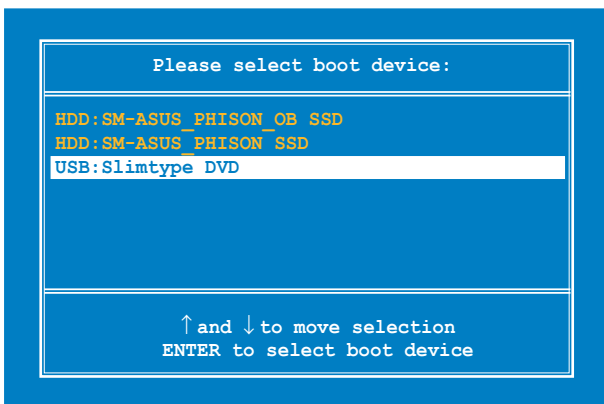 Please select boot device:
HDD:SM-ASUS_PHISON_OB SSD
HDD:SM-ASUS_PHISON SSD
USB:Slimtype DVD
↑and ↓to move selection
ENTER to select boot device